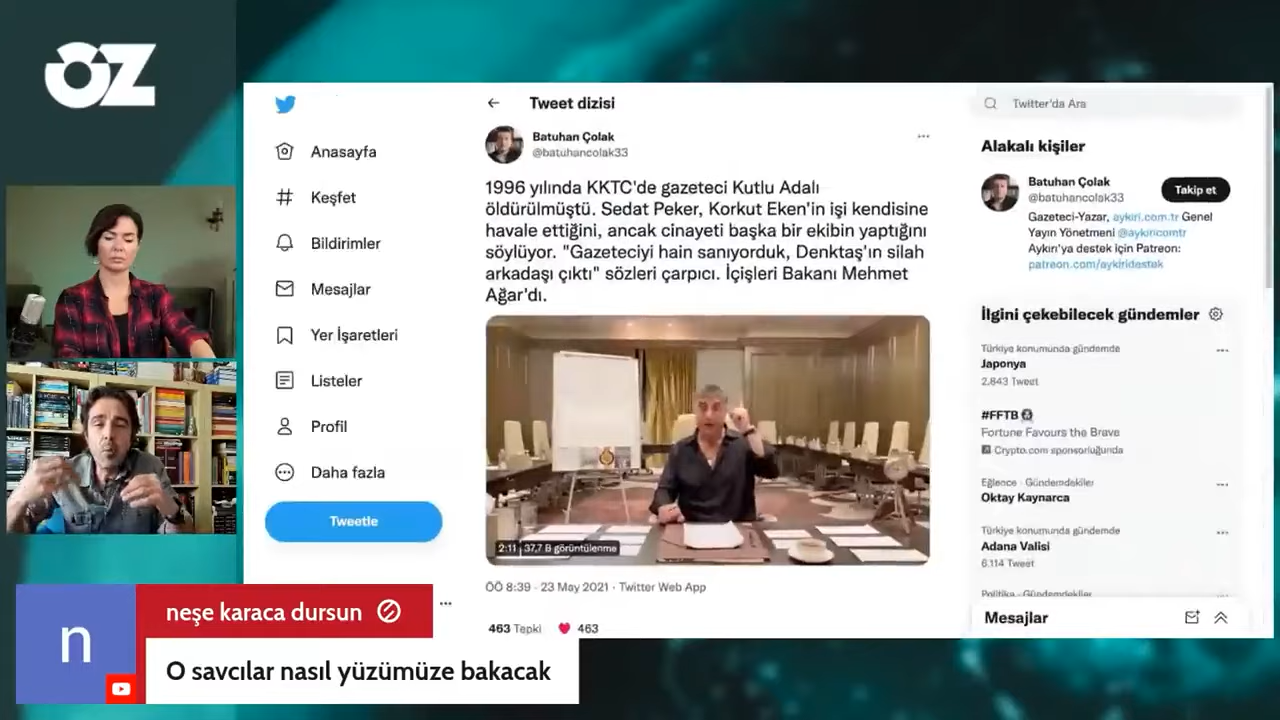 ÖZ
Anasayfa
Keşfet
Bildirimler
Mesajlar
Yer İşaretleri
Listeler
Profil
Daha fazla
Tweetle
Tweet dizisi
Batuhan Çolak
@batuhancolak33
1996 yılında KKTC'de gazeteci Kutlu Adalı
öldürülmüştü. Sedat Peker, Korkut Eken'in işi kendisine
havale ettiğini, ancak cinayeti başka bir ekibin yaptığını
söylüyor. "Gazeteciyi hain sanıyorduk, Denktaş'ın silah
arkadaşı çıktı" sözleri çarpıcı. İçişleri Bakanı Mehmet
Ağar'dı.
2:11 37,7 B görüntülenme
ÖÖ 8:39 · 23 May 2021 · Twitter Web App
463 Tepki 463
Twitter'da Ara
Alakalı kişiler
Batuhan Çolak
@batuhancolak33
Takip et
Gazeteci-Yazar, aykiri.com.tr Genel
Yayın Yönetmeni @aykiricomtr
Aykırı'ya destek için Patreon:
patreon.com/aykiridestek
İlgini çekebilecek gündemler
Türkiye konumunda gündemde
Japonya
2.843 Tweet
#FFTB
Fortune Favours the Brave
Crypto.com sponsorluğunda
Eğlence · Gündemdekiler
Oktay Kaynarca
Türkiye konumunda gündemde
Adana Valisi
6.114 Tweet
Politika · Gündemdekiler
Mesajlar
n
neşe karaca dursun
O savcılar nasıl yüzümüze bakacak